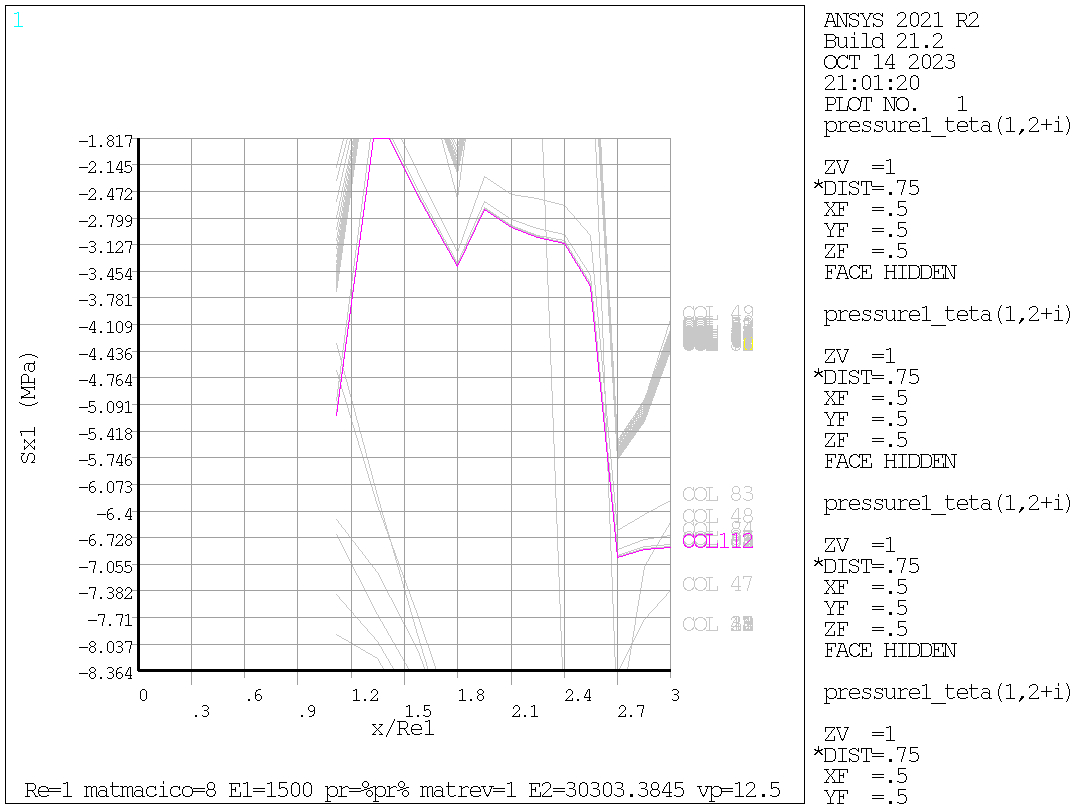 1
ANSYS 2021 R2
Build 21.2
OCT 14 2023
21:01:20
PLOT NO. 1
pressure1_teta(1,2+i)
ZV =1
*DIST=.75
XF =.5
YF =.5
ZF =.5
FACE HIDDEN
pressure1_teta(1,2+i)
ZV =1
*DIST=.75
XF =.5
YF =.5
ZF =.5
FACE HIDDEN
pressure1_teta(1,2+i)
ZV =1
*DIST=.75
XF =.5
YF =.5
ZF =.5
FACE HIDDEN
pressure1_teta(1,2+i)
ZV =1
*DIST=.75
XF =.5
YF =.5
-1.817
-2.145
-2.472
-2.799
-3.127
-3.454
-3.781
-4.109
-4.436
-4.764
-5.091
-5.418
-5.746
-6.073
-6.4
-6.728
-7.055
-7.382
-7.71
-8.037
-8.364
Sx1 (MPa)
COL 49
COL 83
COL 48
COL112
COL 47
COL
0 .6 1.2 1.8 2.4 3
.3 .9 1.5 2.1 2.7
x/Re1
Re=1 matmacico=8 E1=1500 pr=%pr% matrev=1 E2=30303.3845 vp=12.5